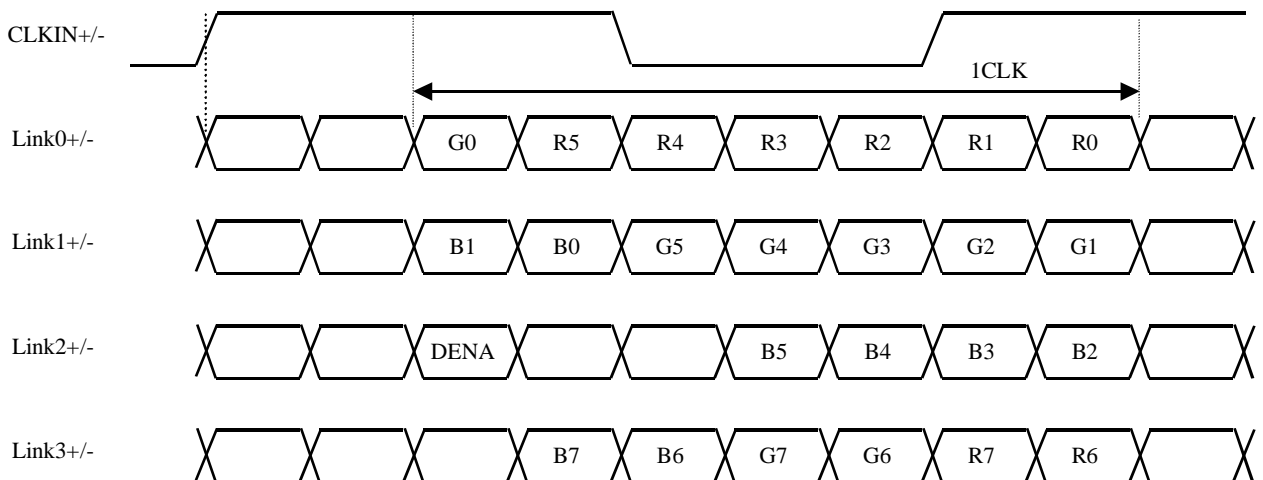 CLKIN+/-
1CLK
Link0+/- G0 R5 R4 R3 R2 R1 R0
Link1+/- B1 B0 G5 G4 G3 G2 G1
Link2+/- DENA B5 B4 B3 B2
Link3+/- B7 B6 G7 G6 R7 R6